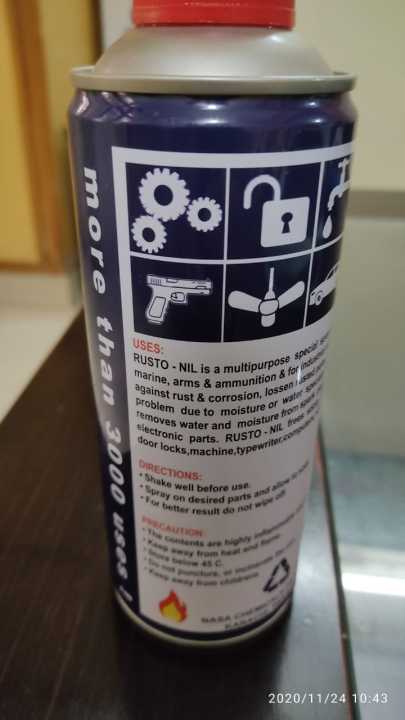 more than 3000 uses !
USES:
RUSTO - NIL is a multipurpose special
marine, arms & ammunition & for
against rust & corrosion, lossen
problem due to moisture or water
removes water and moisture from
electronic parts. RUSTO - NIL frees
door locks,machine,typewriter,
DIRECTIONS:
• Shake well before use.
• Spray on desired parts and allow to
• For better result do not wipe off
PRECAUTION:
• The contents are highly
• Keep away from heat and flame.
• Store below 45 C.
• Do not puncture, or incinerate
• Keep away from
NASA
2020/11/24 10:43